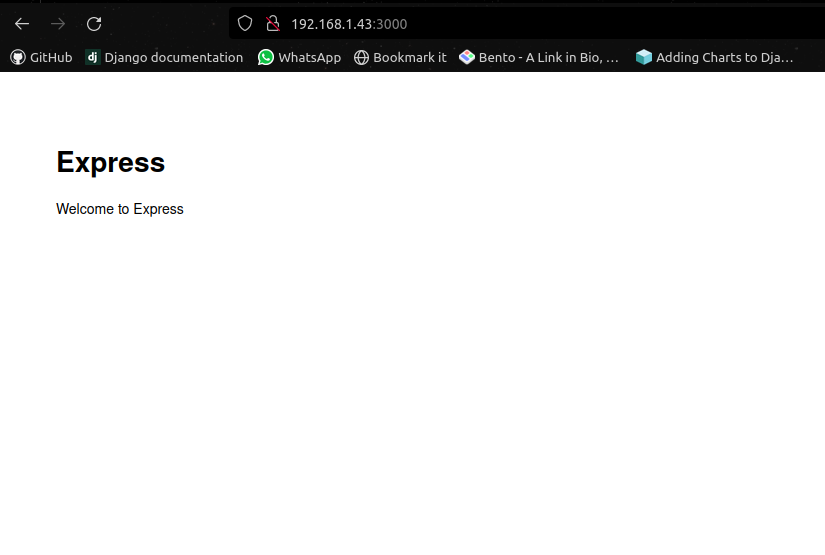 192.168.1.43:3000
GitHub
dj Django documentation
WhatsApp
Bookmark it
Bento - A Link in Bio, ...
Adding Charts to Dja...
Express
Welcome to Express